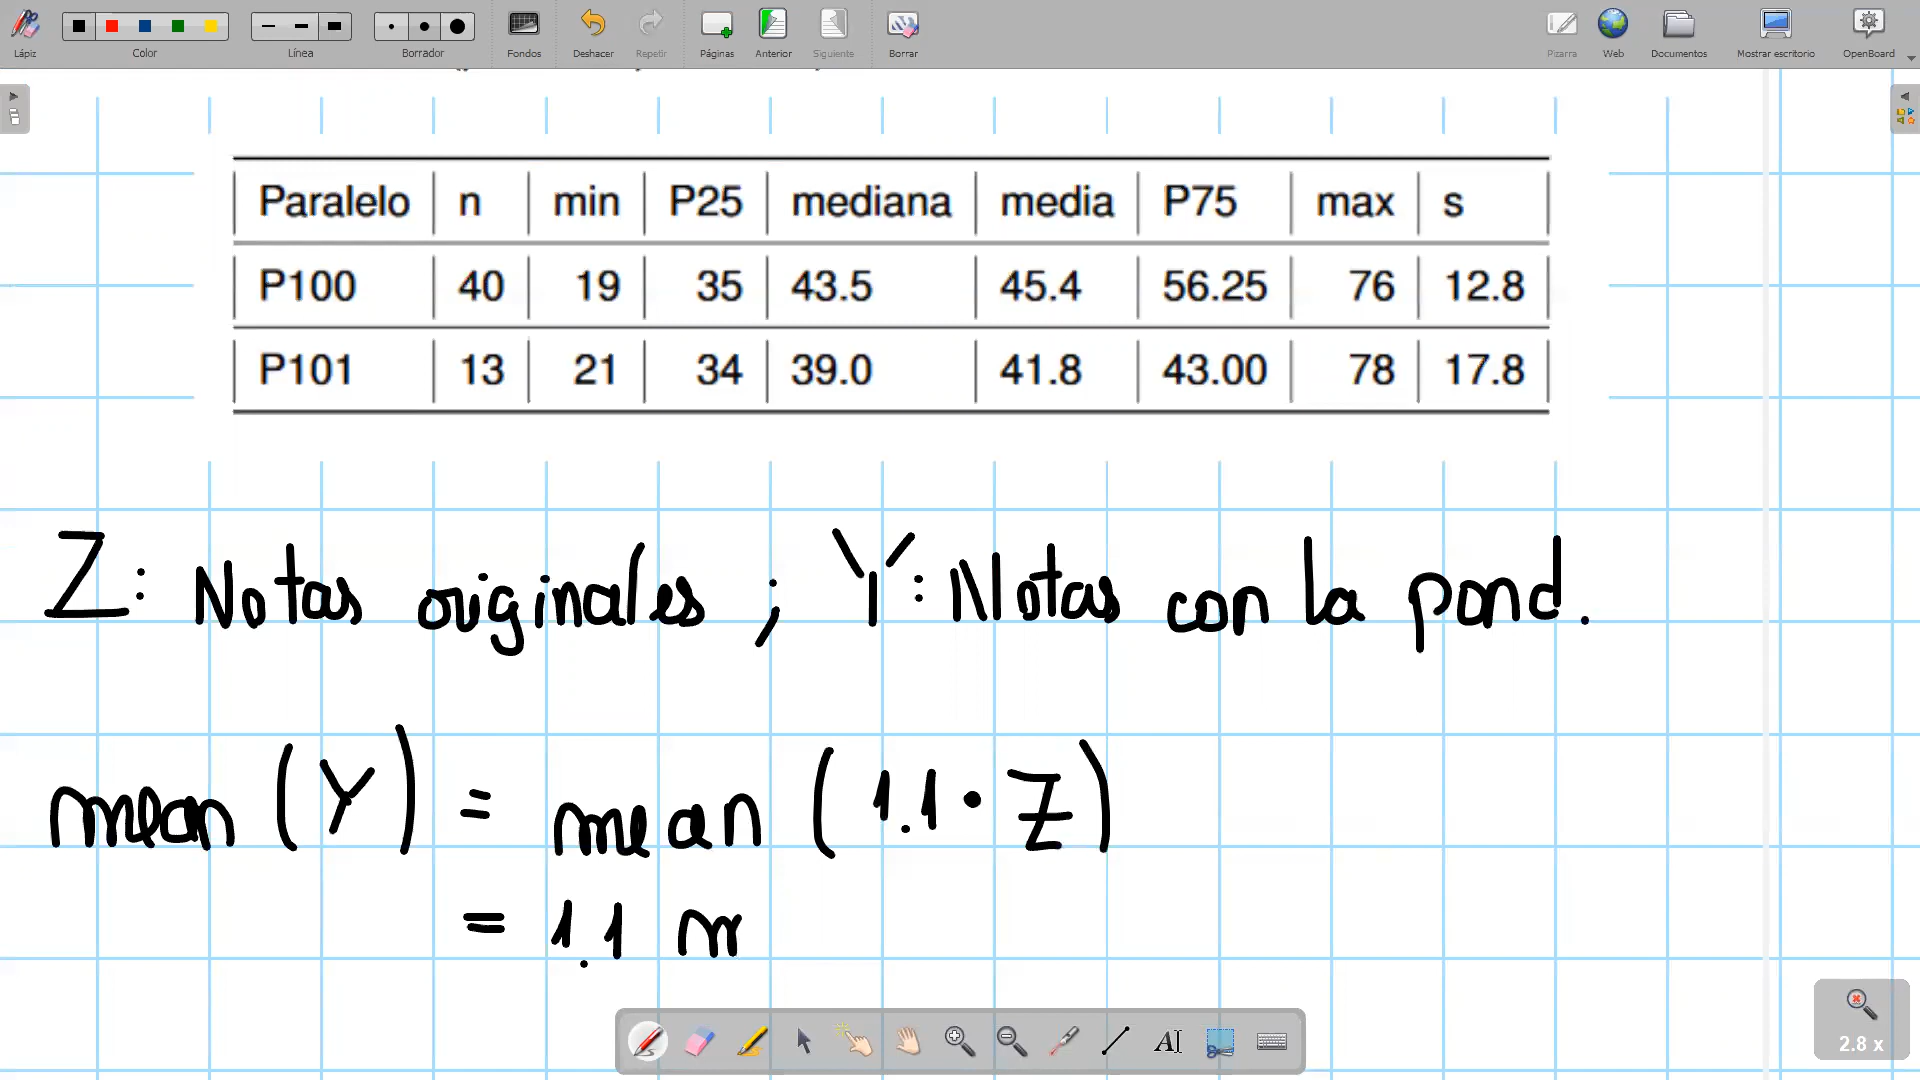 Lápiz Color Línea Borrador Fondos Deshacer Repetir Páginas Anterior Siguiente Borrar Pizarra Web Documentos Mostrar escritorio OpenBoard
Paralelo n min P25 mediana media P75 max s
P100 40 19 35 43.5 45.4 56.25 76 12.8
P101 13 21 34 39.0 41.8 43.00 78 17.8
Z: Notas originales ; Y: Notas con la pond.
mean (Y) = mean (1.1 • Z)
= 1.1 m
AI
2.8 x